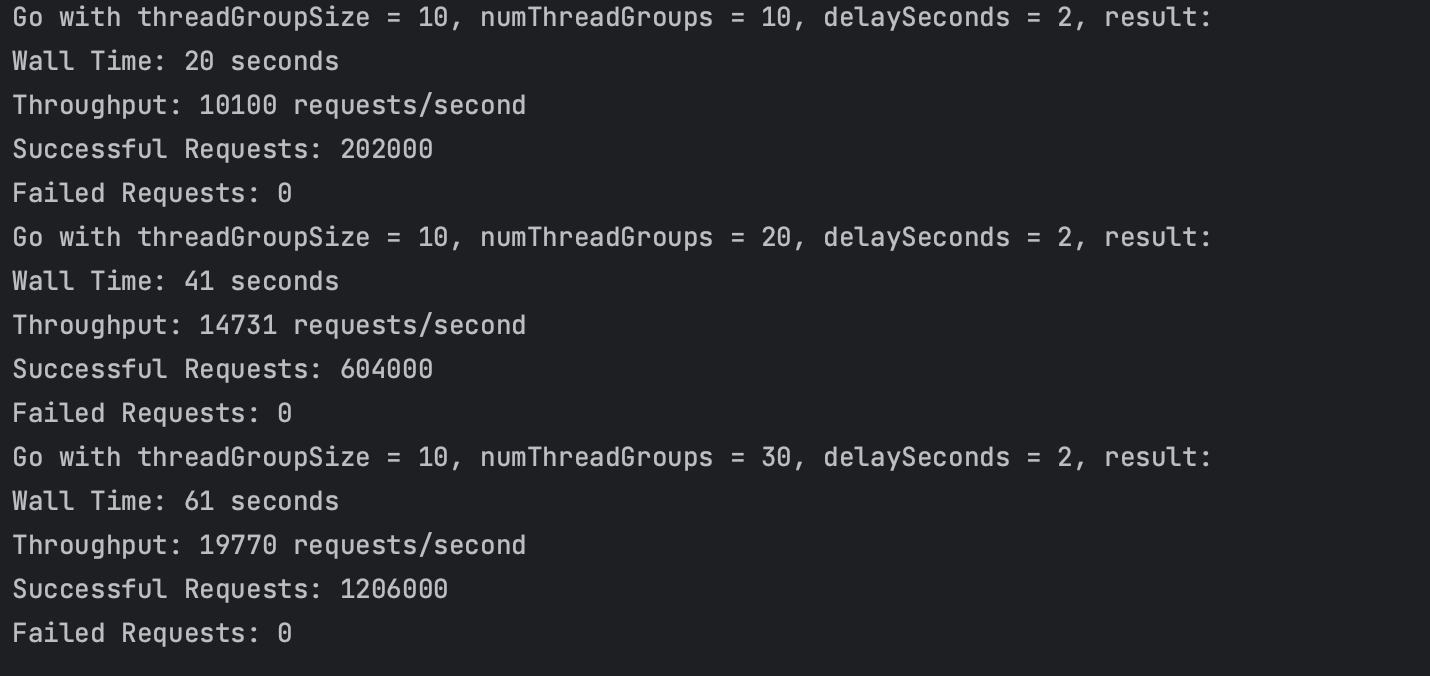 Go with threadGroupSize = 10, numThreadGroups = 10, delaySeconds = 2, result:
Wall Time: 20 seconds
Throughput: 10100 requests/second
Successful Requests: 202000
Failed Requests: 0
Go with threadGroupSize = 10, numThreadGroups = 20, delaySeconds = 2, result:
Wall Time: 41 seconds
Throughput: 14731 requests/second
Successful Requests: 604000
Failed Requests: 0
Go with threadGroupSize = 10, numThreadGroups = 30, delaySeconds = 2, result:
Wall Time: 61 seconds
Throughput: 19770 requests/second
Successful Requests: 1206000
Failed Requests: 0